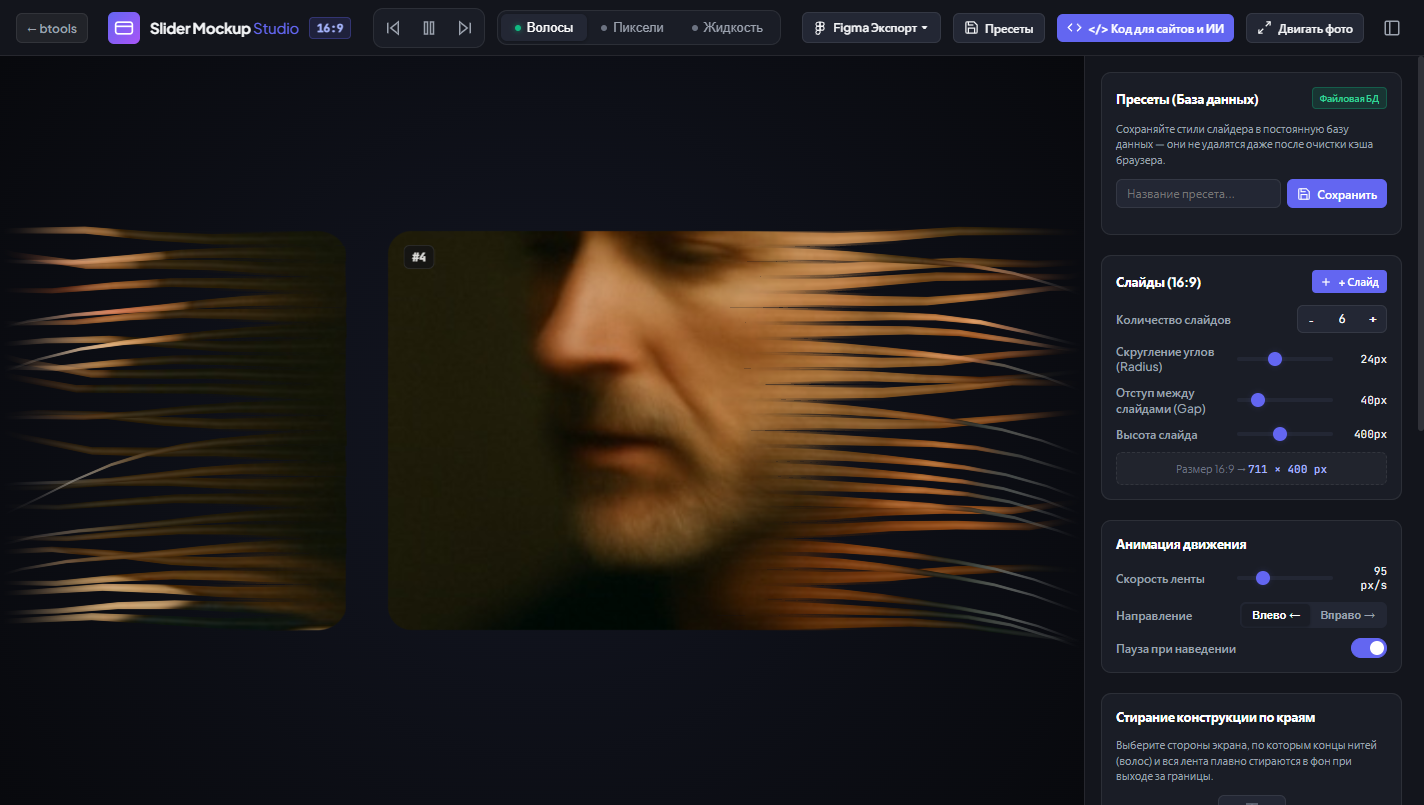 ← btools
Slider Mockup Studio
16:9
Волосы
Пиксели
Жидкость
Figma Экспорт
Пресеты
</> Код для сайтов и ИИ
Двигать фото
#4
Пресеты (База данных)
Файловая БД
Сохраняйте стили слайдера в постоянную базу
данных — они не удалятся даже после очистки кэша
браузера.
Название пресета...
Сохранить
Слайды (16:9)
+ Слайд
Количество слайдов
- 6 +
Скругление углов
(Radius)
24px
Отступ между
слайдами (Gap)
40px
Высота слайда
400px
Размер 16:9 → 711 × 400 px
Анимация движения
Скорость ленты
95
px/s
Направление
Влево ←
Вправо →
Пауза при наведении
Стирание конструкции по краям
Выберите стороны экрана, по которым концы нитей
(волос) и вся лента плавно стираются в фон при
выходе за границы.